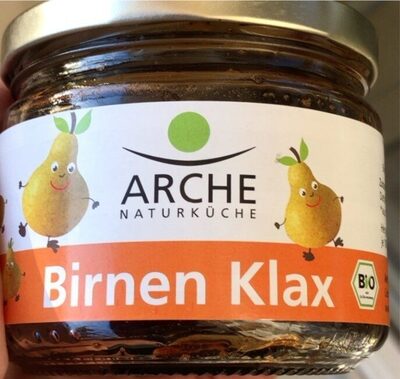 ARCHE
NATURKÜCHE
Birnen Klax
BIO